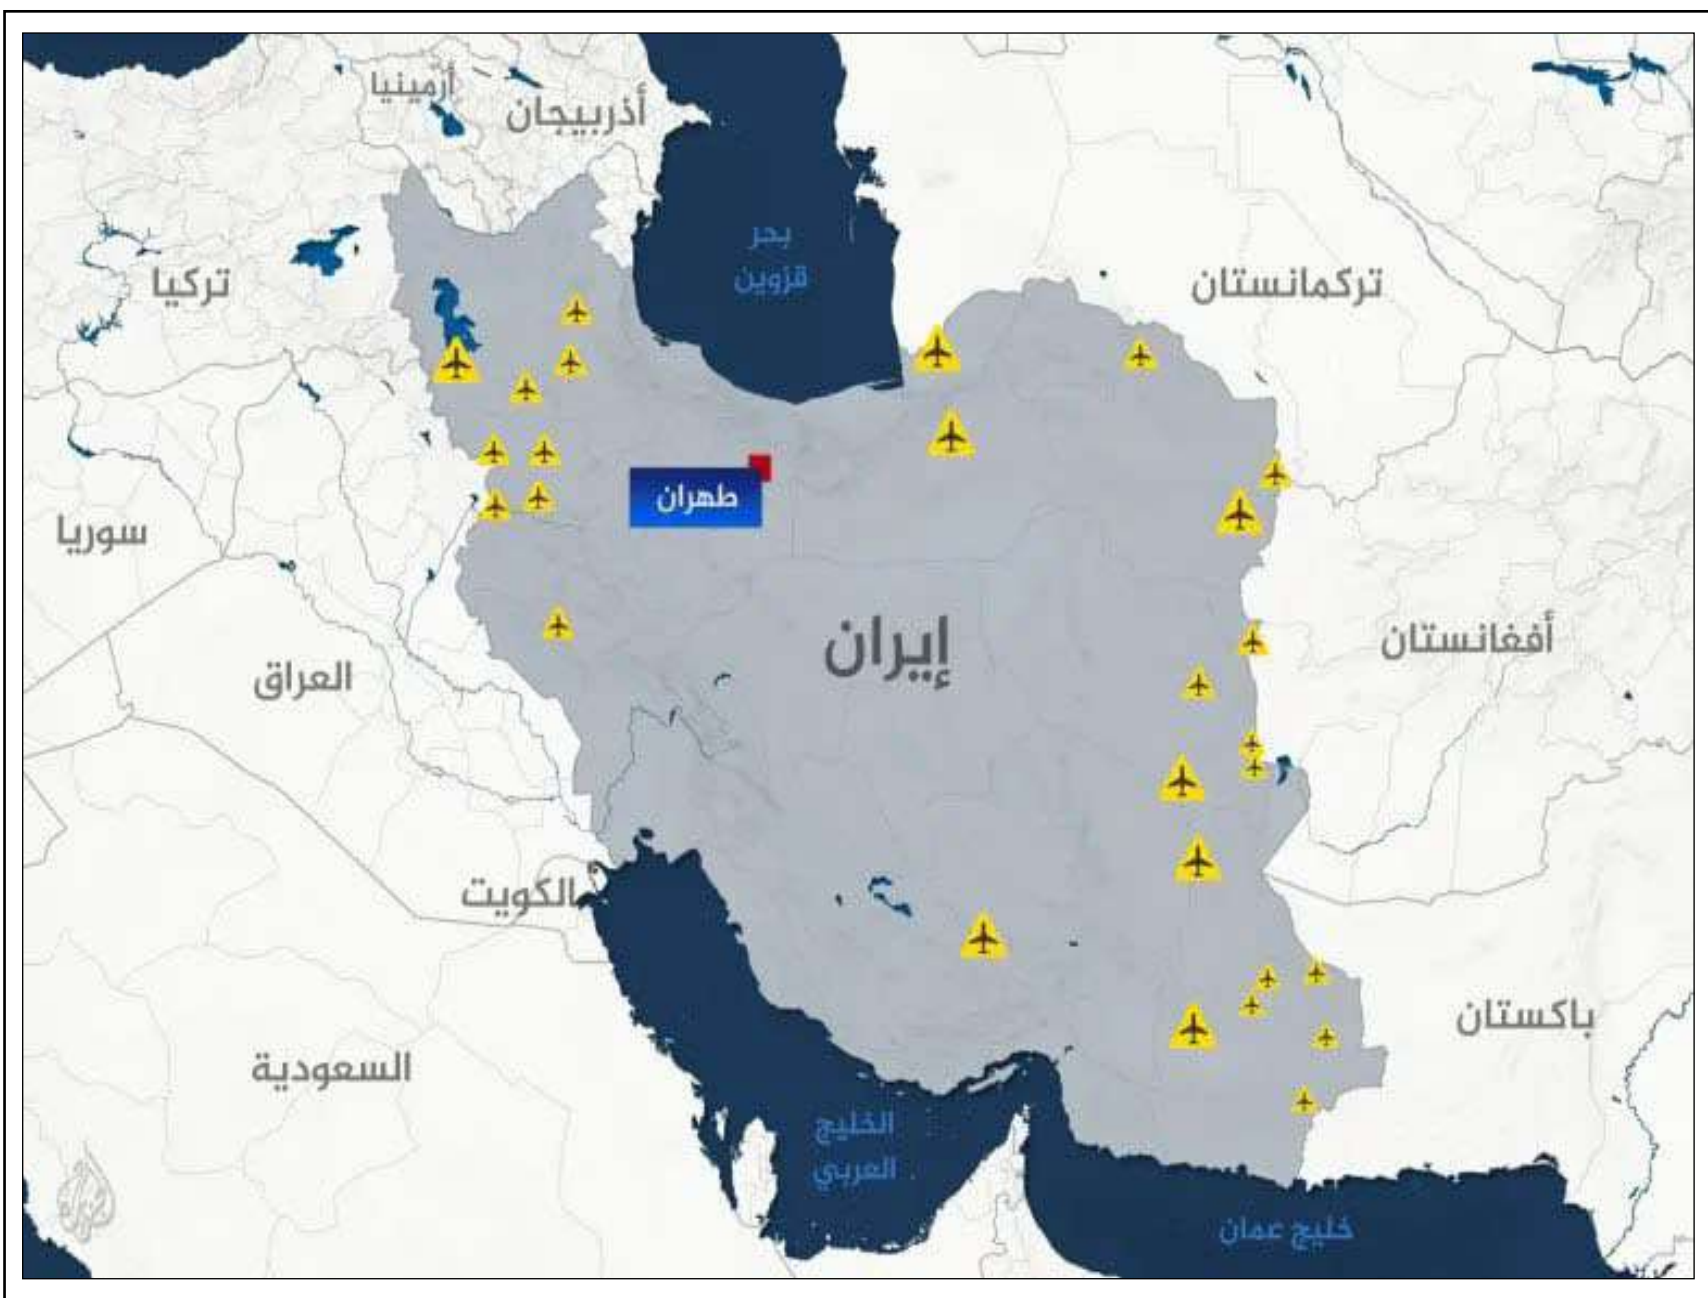 أرمينيا
أذربيجان
بحر
قزوين
تركيا
تركمانستان
طهران
سوريا
إيران
أفغانستان
العراق
الكويت
باكستان
السعودية
الخليج
العربي
خليج عمان